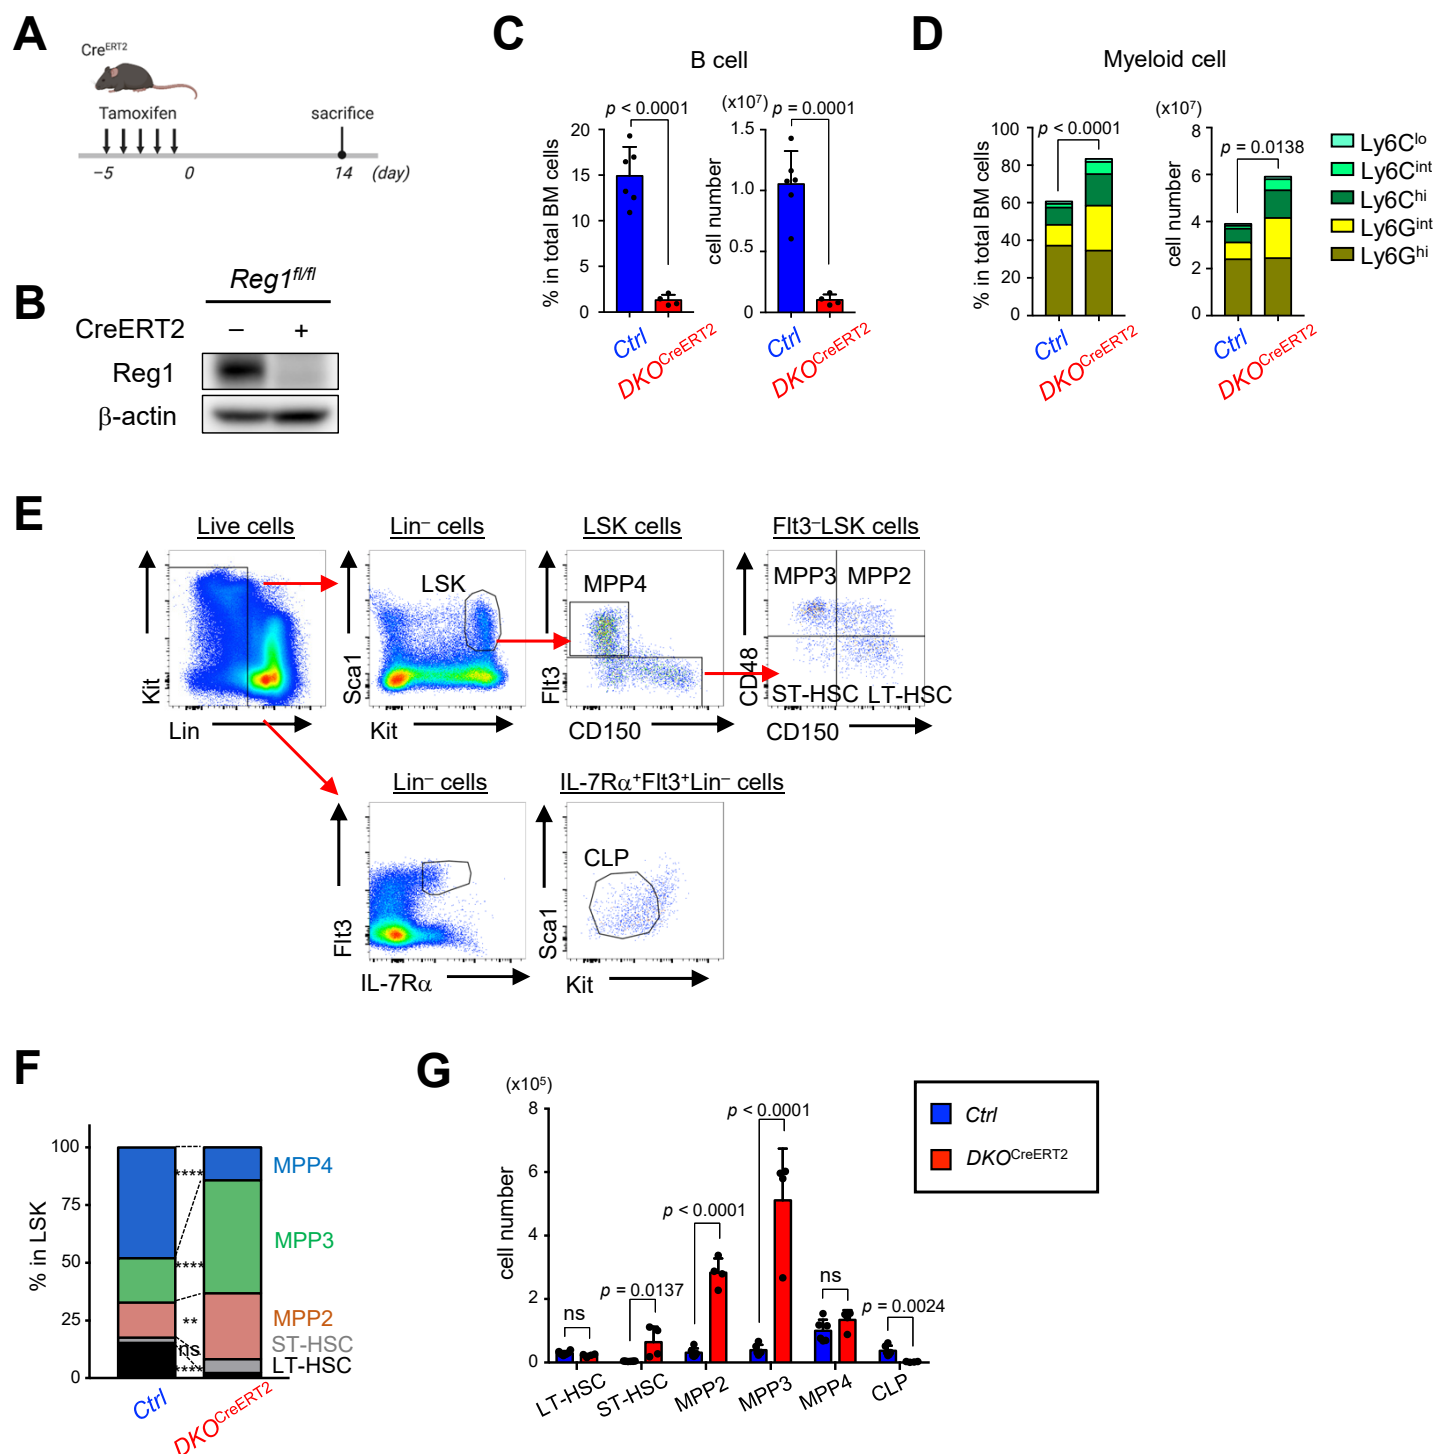 A
Cre^ERT2
Tamoxifen
sacrifice
−5
0
14
(day)
B
Reg1^fl/fl
CreERT2
−
+
Reg1
β-actin
C
B cell
% in total BM cells
20
15
10
5
0
p < 0.0001
Ctrl
DKO^CreERT2
(x10⁷)
cell number
1.5
1.0
0.5
0
p = 0.0001
Ctrl
DKO^CreERT2
D
Myeloid cell
% in total BM cells
100
80
60
40
20
0
p < 0.0001
Ctrl
DKO^CreERT2
(x10⁷)
cell number
8
6
4
2
0
p = 0.0138
Ctrl
DKO^CreERT2
Ly6C^lo
Ly6C^int
Ly6C^hi
Ly6G^int
Ly6G^hi
E
Live cells
Kit
Lin
Lin⁻ cells
LSK
Sca1
Kit
LSK cells
MPP4
Flt3
CD150
Flt3⁻LSK cells
MPP3
MPP2
ST-HSC
LT-HSC
CD48
CD150
Lin⁻ cells
Flt3
IL-7Rα
IL-7Rα⁺Flt3⁺Lin⁻ cells
CLP
Sca1
Kit
F
% in LSK
100
75
50
25
0
****
****
**
ns
****
MPP4
MPP3
MPP2
ST-HSC
LT-HSC
Ctrl
DKO^CreERT2
G
(x10⁵)
cell number
8
6
4
2
0
ns
p = 0.0137
p < 0.0001
p < 0.0001
ns
p = 0.0024
LT-HSC
ST-HSC
MPP2
MPP3
MPP4
CLP
Ctrl
DKO^CreERT2